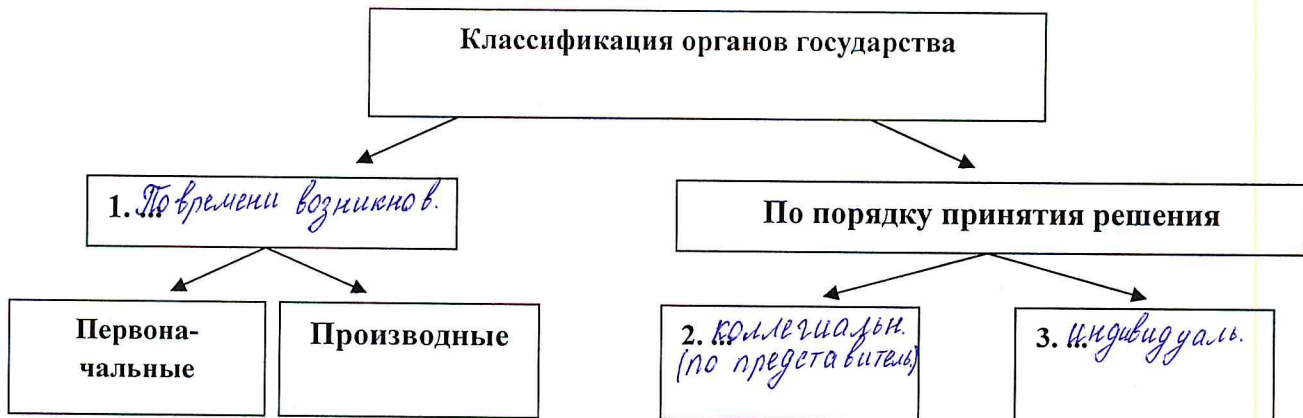 Классификация органов государства
1. ... По времени возникнов.
По порядку принятия решения
Первона-
чальные
Производные
2. ... коллегиальн.
(по представитель)
3. ... индивидуаль.